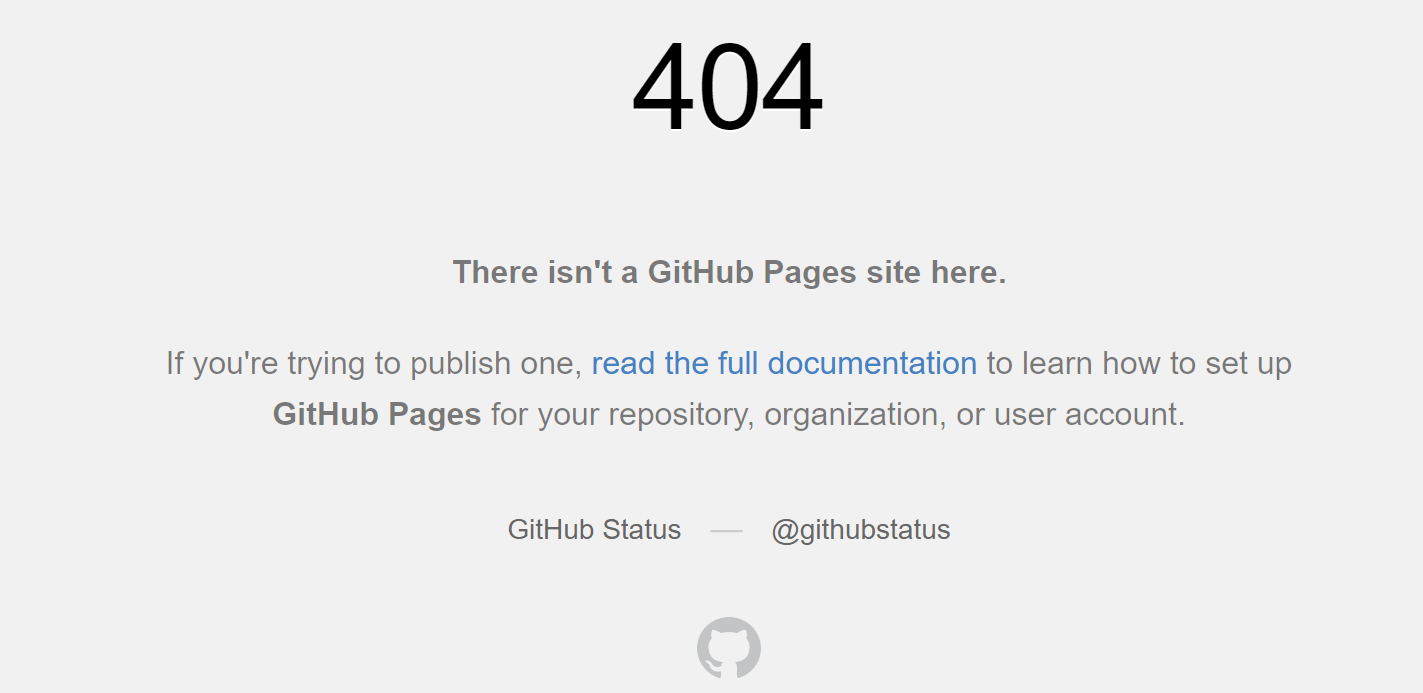 404
There isn't a GitHub Pages site here.
If you're trying to publish one, read the full documentation to learn how to set up
GitHub Pages for your repository, organization, or user account.
GitHub Status — @githubstatus